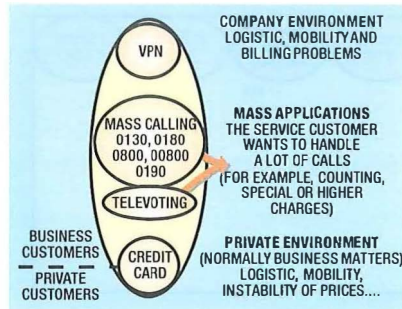 COMPANY ENVIRONMENT
LOGISTIC, MOBILITY AND
BILLING PROBLEMS
VPN
MASS CALLING
0130, 0180
0800, 00800
0190
TELEVOTING
MASS APPLICATIONS
THE SERVICE CUSTOMER
WANTS TO HANDLE
A LOT OF CALLS
(FOR EXAMPLE, COUNTING,
SPECIAL OR HIGHER
CHARGES)
BUSINESS
CUSTOMERS
PRIVATE
CUSTOMERS
CREDIT
CARD
PRIVATE ENVIRONMENT
(NORMALLY BUSINESS MATTERS)
LOGISTIC, MOBILITY,
INSTABILITY OF PRICES....